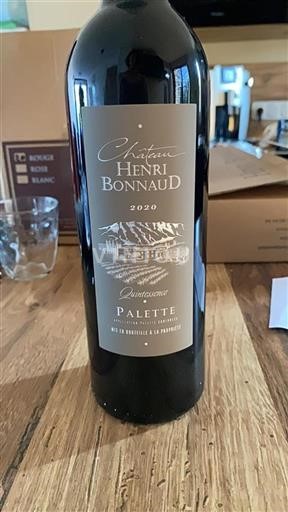 Château
HENRI
BONNAUD
2020
Quintessence
PALETTE
APPELLATION PALETTE CONTRÔLÉE
MIS EN BOUTEILLE À LA PROPRIÉTÉ
ROUGE
ROSE
BLANC